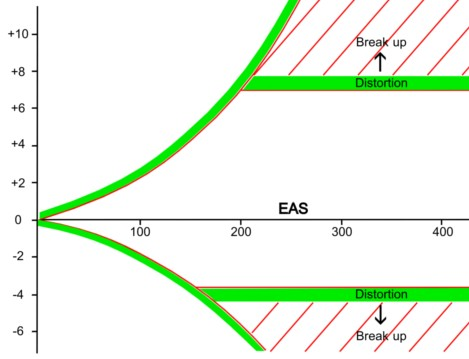 +10
Break up
+8
Distortion
+6
+4
+2
EAS
0
100
200
300
400
-2
-4
Distortion
-6
Break up